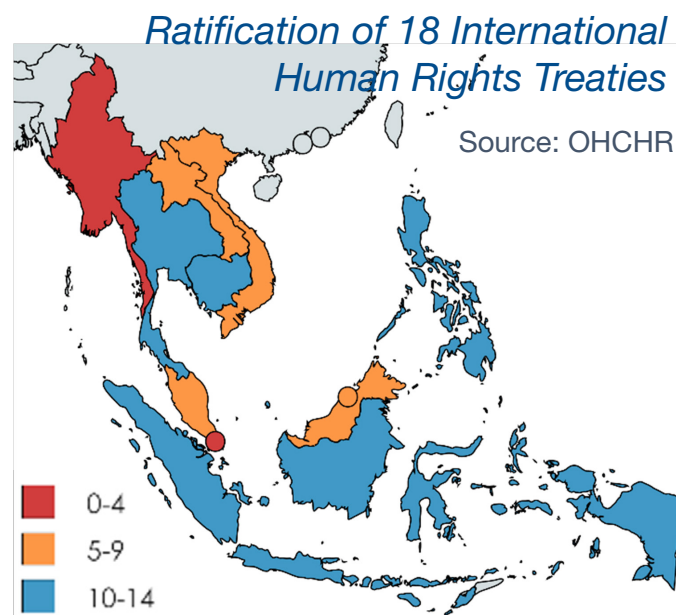 Ratification of 18 International
Human Rights Treaties
Source: OHCHR
0-4
5-9
10-14